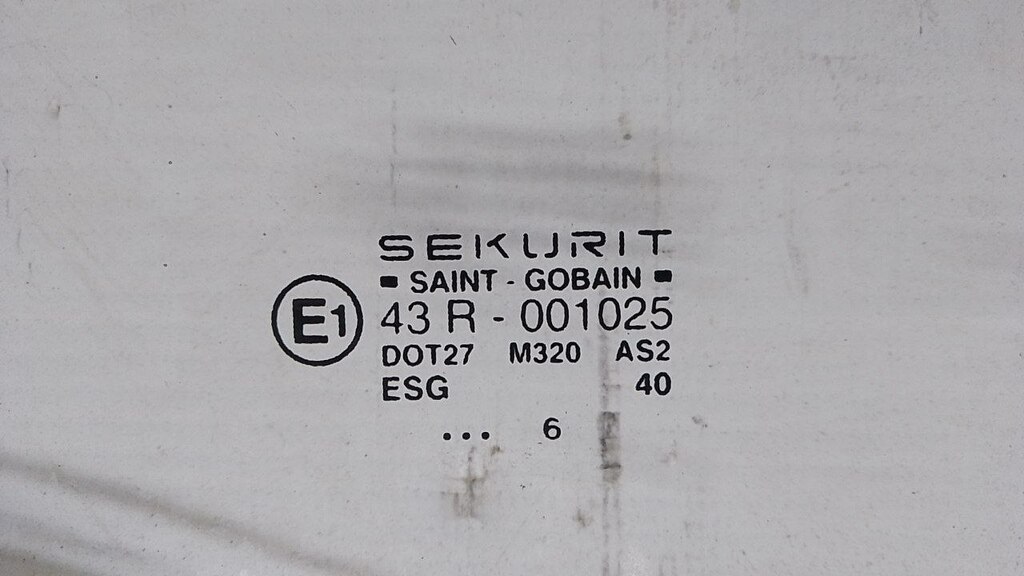 SEKURIT
▪ SAINT - GOBAIN ▪
E1
43 R - 001025
DOT27 M320 AS2
ESG 40
... 6